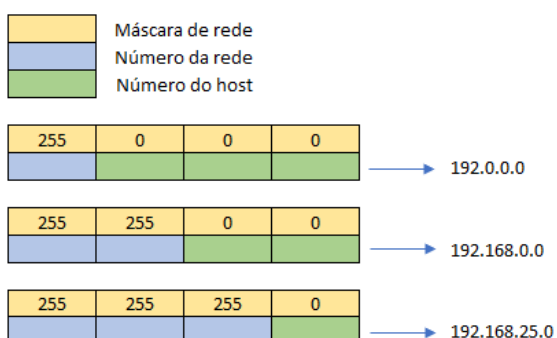 Máscara de rede
Número da rede
Número do host
255 0 0 0
192.0.0.0
255 255 0 0
192.168.0.0
255 255 255 0
192.168.25.0